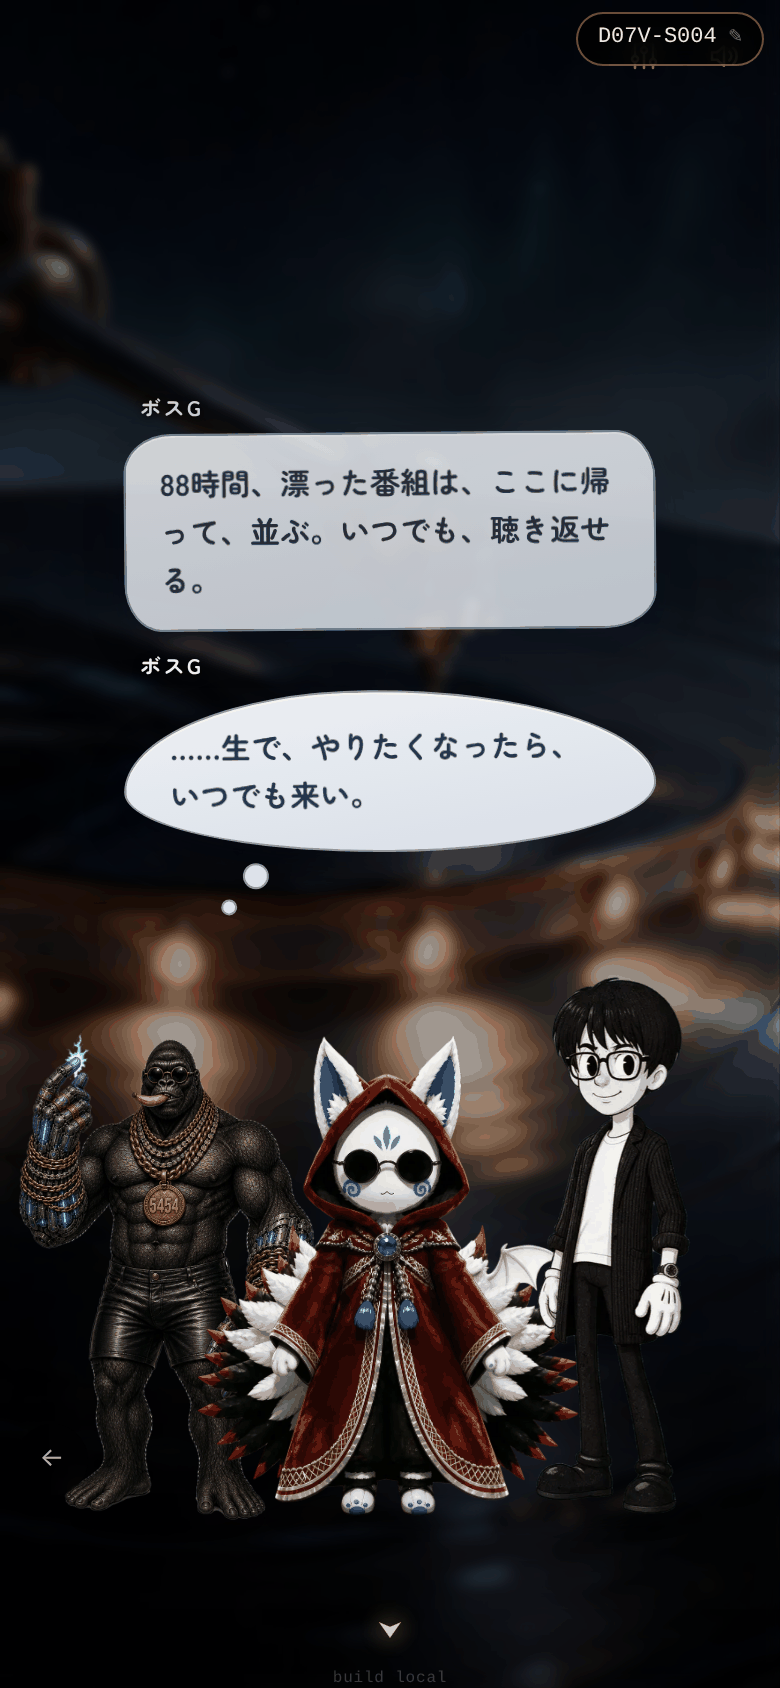 D07V-S004 ✎
ボスG
88時間、漂った番組は、ここに帰
って、並ぶ。いつでも、聴き返せ
る。
ボスG
……生で、やりたくなったら、
いつでも来い。
5454
build local